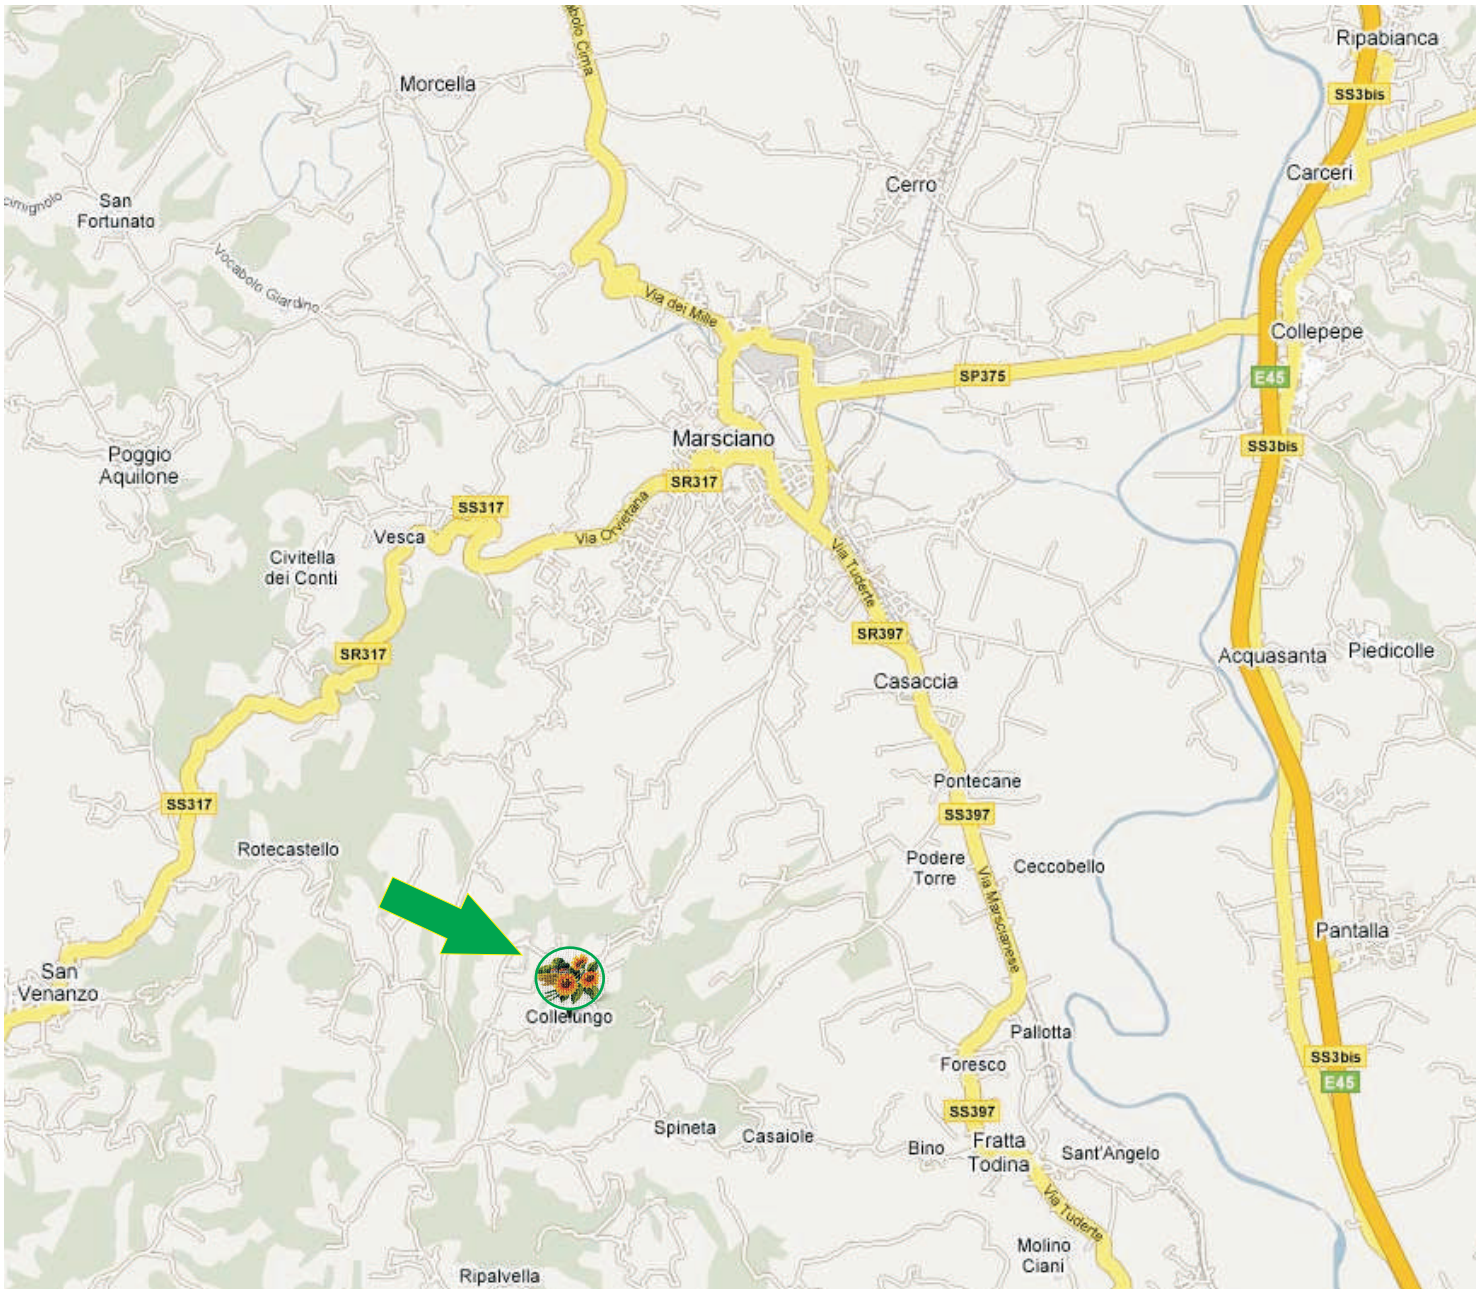 Ripabianca
Morcella
SS3bis
Carceri
Cerro
San
Fortunato
Vocabolo Giardino
Via dei Mille
Collepepe
SP375
E45
Marsciano
SS3bis
Poggio
Aquilone
SR317
SS317
Via Orvietana
Vesca
Civitella
dei Conti
Via Tuderte
SR397
SR317
Acquasanta
Piedicolle
Casaccia
Pontecane
SS317
SS397
Rotecastello
Podere
Torre
Ceccobello
Via Marscianese
Pantalla
San
Venanzo
Collelungo
Pallotta
Foresco
SS3bis
E45
SS397
Spineta
Casaiole
Bino
Fratta
Todina
Sant'Angelo
Via Tuderte
Molino
Ciani
Ripalvella